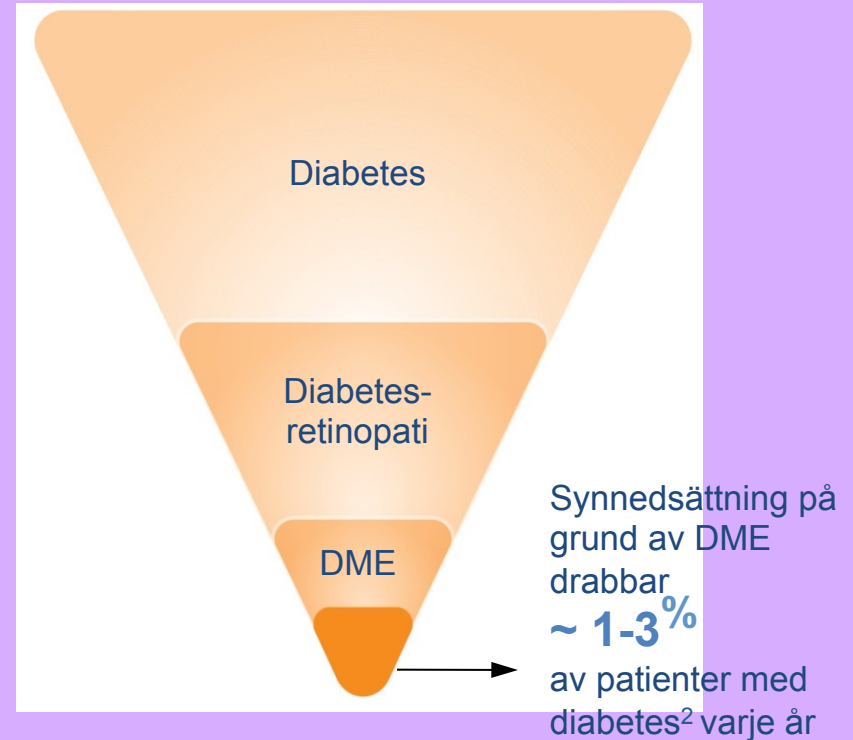 Diabetes
Diabetes-
retinopati
DME
Synnedsättning på
grund av DME
drabbar
~ 1-3%
av patienter med
diabetes² varje år